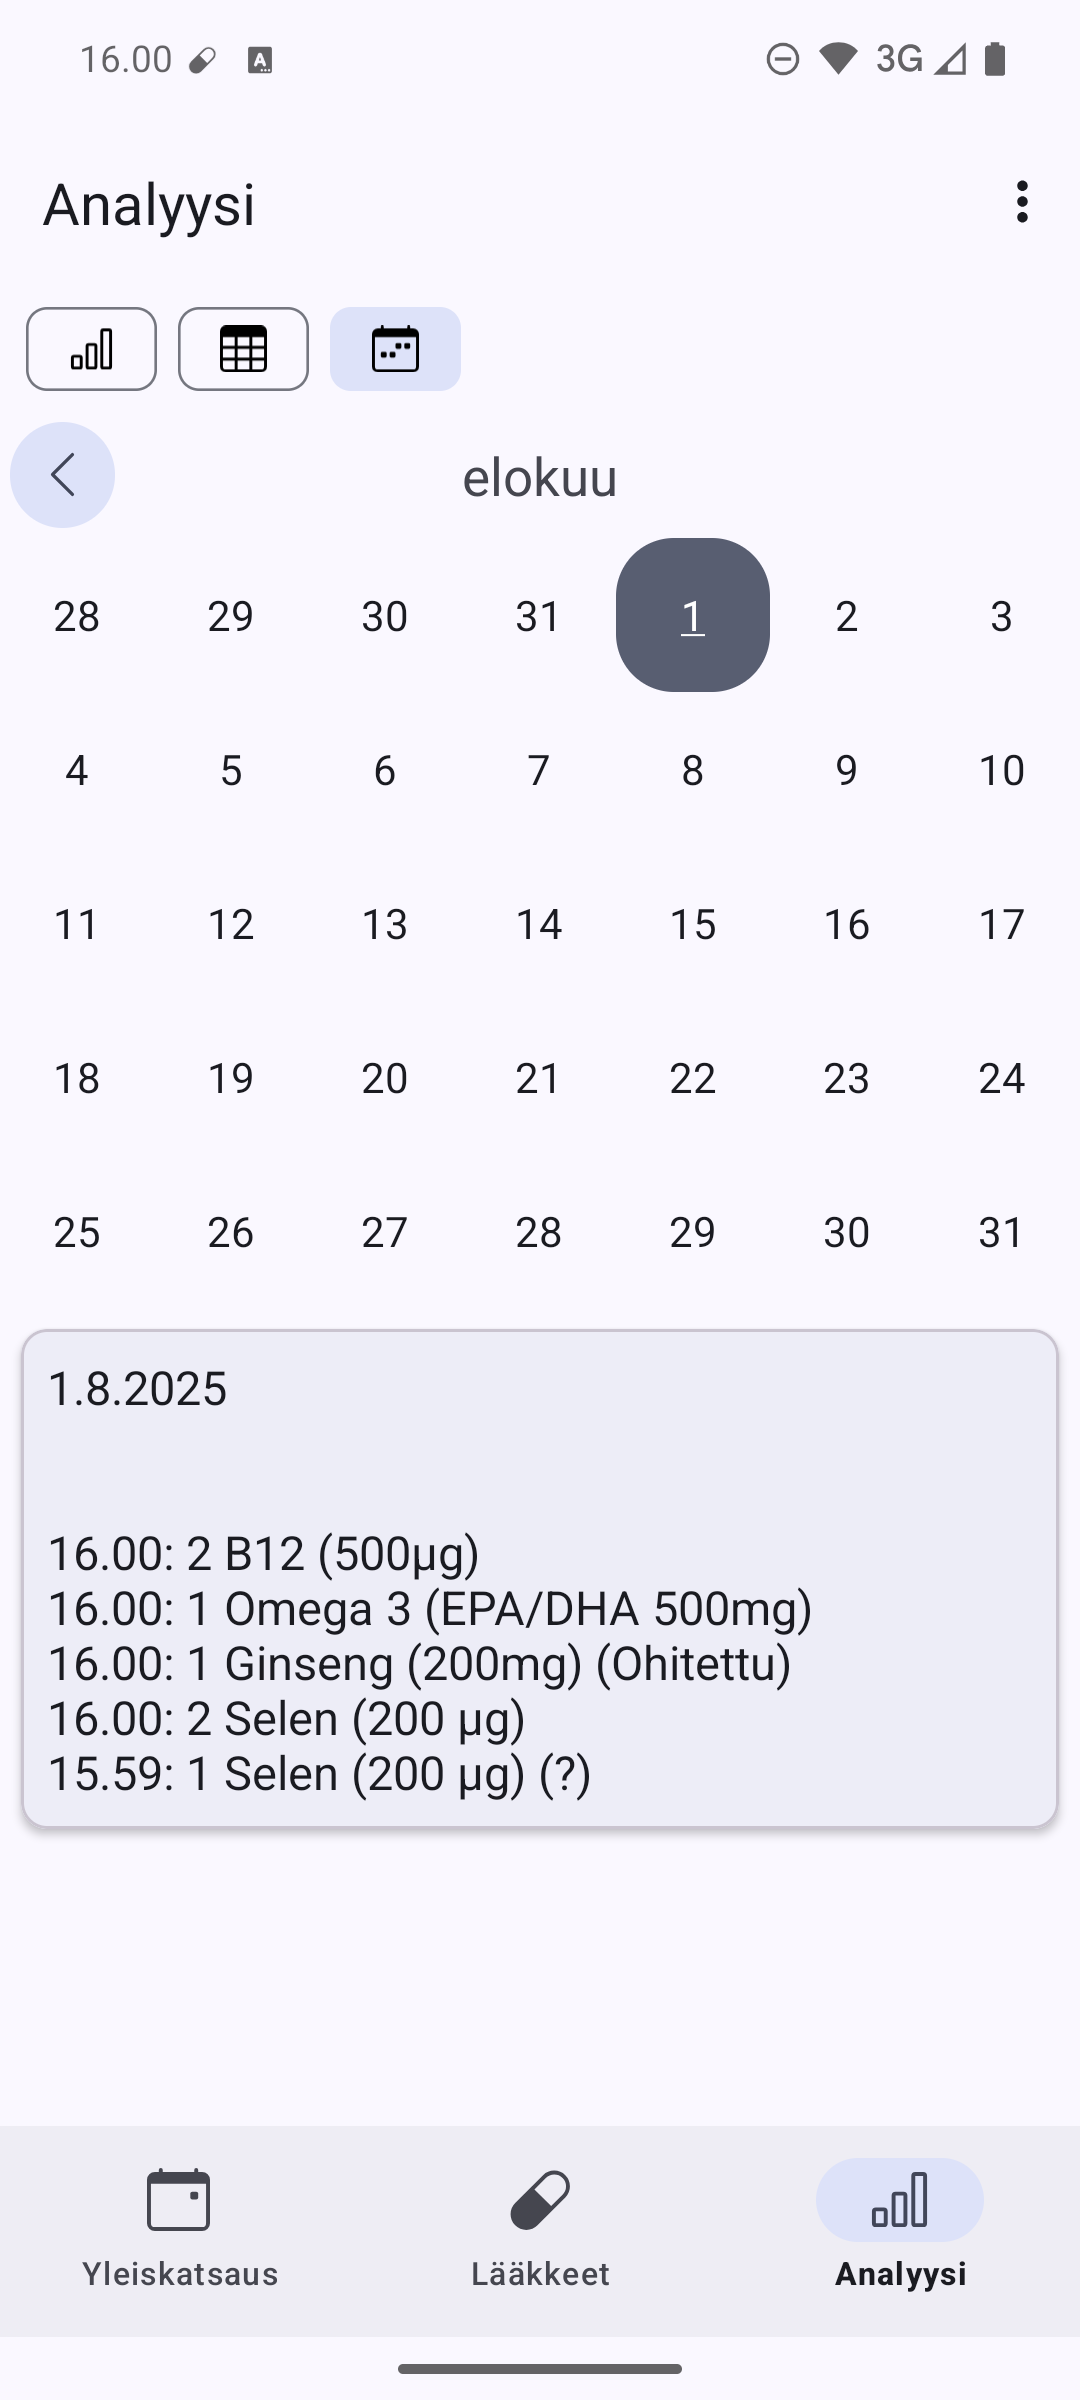 16.00
3G
Analyysi
elokuu
28 29 30 31 1 2 3
4 5 6 7 8 9 10
11 12 13 14 15 16 17
18 19 20 21 22 23 24
25 26 27 28 29 30 31
1.8.2025
16.00: 2 B12 (500µg)
16.00: 1 Omega 3 (EPA/DHA 500mg)
16.00: 1 Ginseng (200mg) (Ohitettu)
16.00: 2 Selen (200 µg)
15.59: 1 Selen (200 µg) (?)
Yleiskatsaus Lääkkeet Analyysi